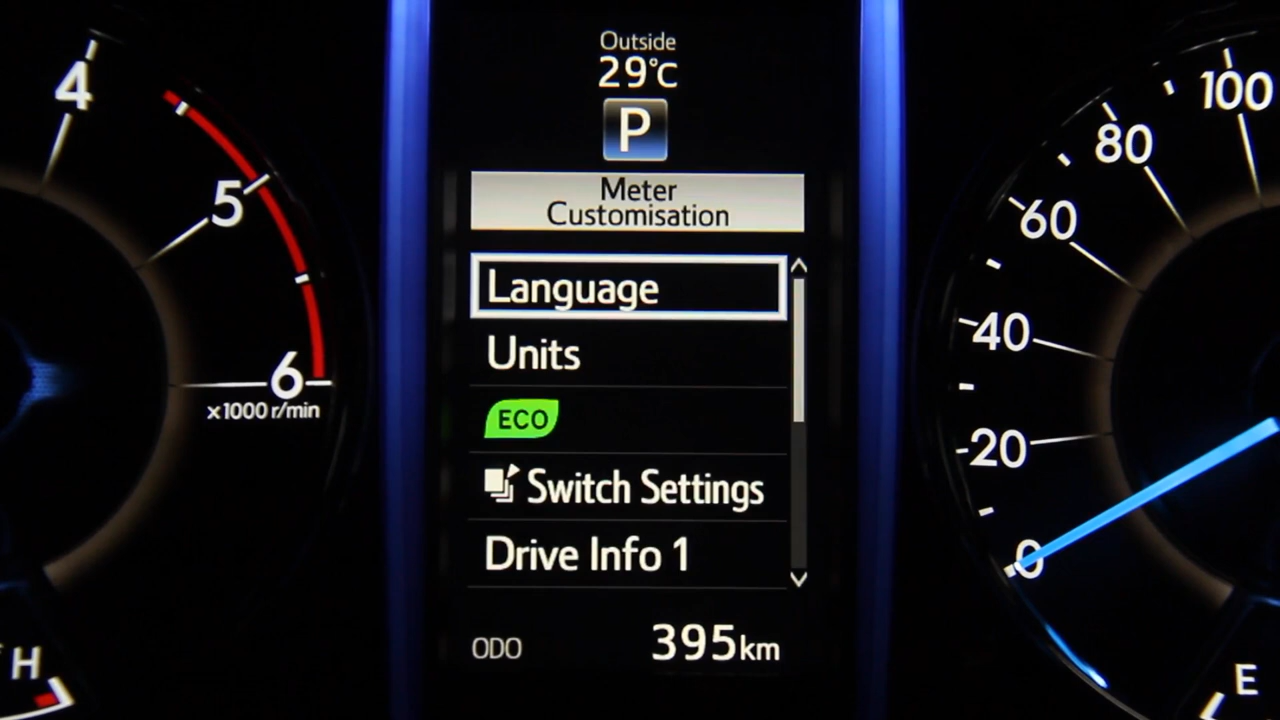 Outside
29°C
P
Meter
Customisation
Language
Units
ECO
Switch Settings
Drive Info 1
ODO 395km
4
5
6
x1000 r/min
H
100
80
60
40
20
0
E